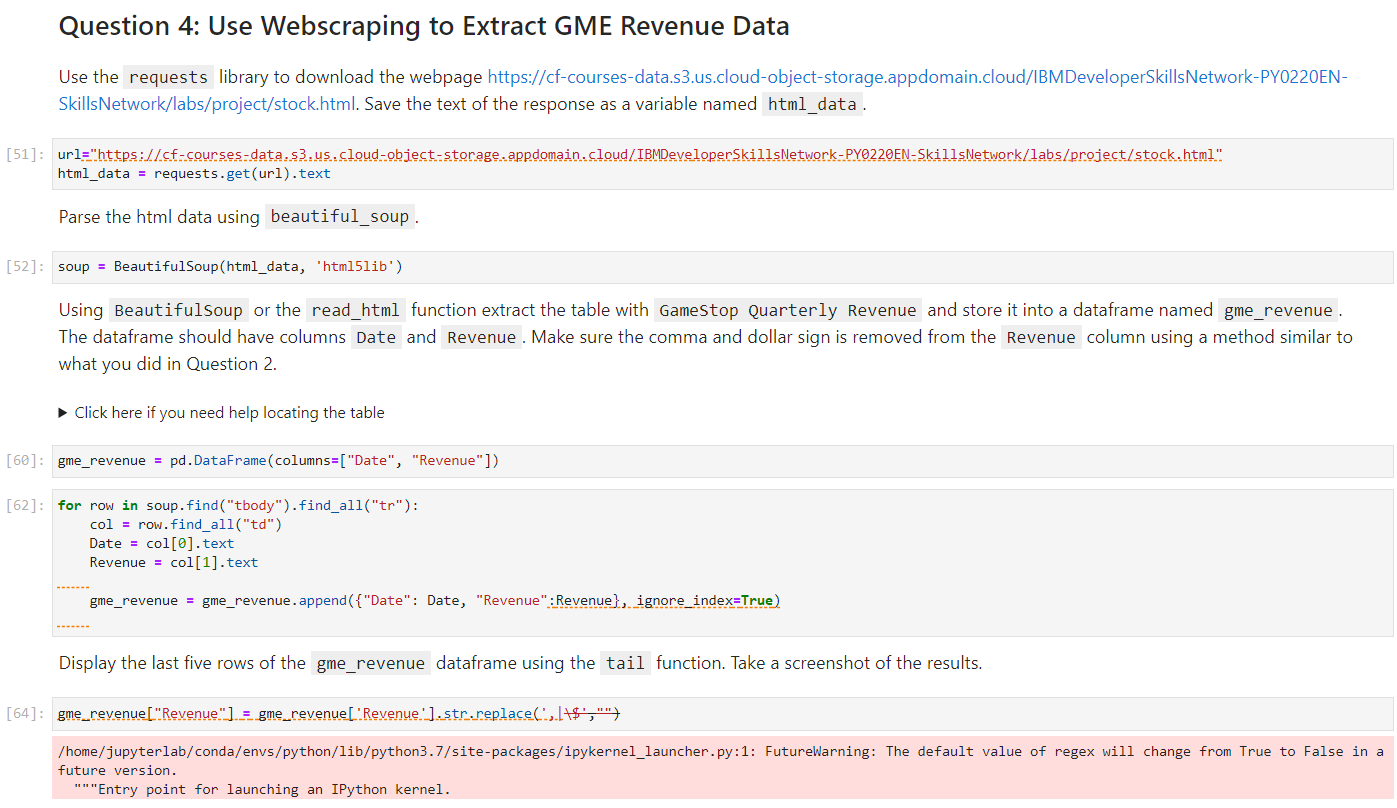 Question 4: Use Webscraping to Extract GME Revenue Data
Use the requests library to download the webpage https://cf-courses-data.s3.us.cloud-object-storage.appdomain.cloud/IBMDeveloperSkillsNetwork-PY0220EN-
SkillsNetwork/labs/project/stock.html. Save the text of the response as a variable named html_data.
[51]: url="https://cf-courses-data.s3.us.cloud-object-storage.appdomain.cloud/IBMDeveloperSkillsNetwork-PY0220EN-SkillsNetwork/labs/project/stock.html"
html_data = requests.get(url).text
Parse the html data using beautiful_soup.
[52]: soup = BeautifulSoup(html_data, 'html5lib')
Using BeautifulSoup or the read_html function extract the table with GameStop Quarterly Revenue and store it into a dataframe named gme_revenue.
The dataframe should have columns Date and Revenue. Make sure the comma and dollar sign is removed from the Revenue column using a method similar to
what you did in Question 2.
▶ Click here if you need help locating the table
[60]: gme_revenue = pd.DataFrame(columns=["Date", "Revenue"])
[62]: for row in soup.find("tbody").find_all("tr"):
    col = row.find_all("td")
    Date = col[0].text
    Revenue = col[1].text
    gme_revenue = gme_revenue.append({"Date": Date, "Revenue":Revenue}, ignore_index=True)
Display the last five rows of the gme_revenue dataframe using the tail function. Take a screenshot of the results.
[64]: gme_revenue["Revenue"] = gme_revenue['Revenue'].str.replace(',|\$',"")
/home/jupyterlab/conda/envs/python/lib/python3.7/site-packages/ipykernel_launcher.py:1: FutureWarning: The default value of regex will change from True to False in a
future version.
  """Entry point for launching an IPython kernel.